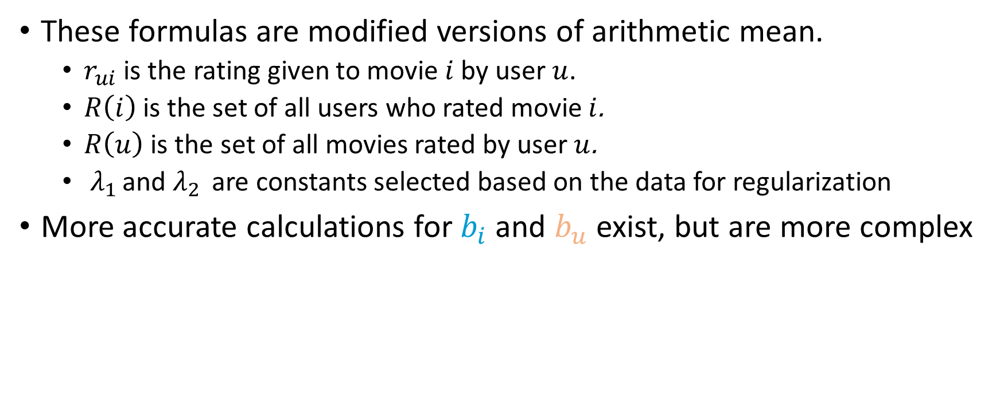 • These formulas are modified versions of arithmetic mean.
• $r_{ui}$ is the rating given to movie $i$ by user $u$.
• $R(i)$ is the set of all users who rated movie $i$.
• $R(u)$ is the set of all movies rated by user $u$.
• $\lambda_1$ and $\lambda_2$ are constants selected based on the data for regularization
• More accurate calculations for $b_i$ and $b_u$ exist, but are more complex